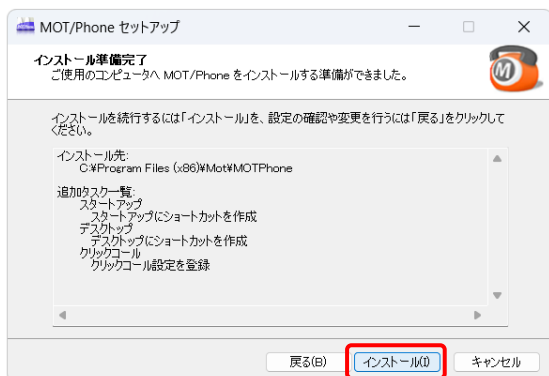 MOT/Phone セットアップ
インストール準備完了
ご使用のコンピュータへ MOT/Phone をインストールする準備ができました。
M
インストールを続行するには「インストール」を、設定の確認や変更を行うには「戻る」をクリックして
ください。
インストール先:
C:¥Program Files (x86)¥Mot¥MOTPhone
追加タスク一覧:
スタートアップ
スタートアップにショートカットを作成
デスクトップ
デスクトップにショートカットを作成
クリックコール
クリックコール設定を登録
戻る(B)
インストール(I)
キャンセル